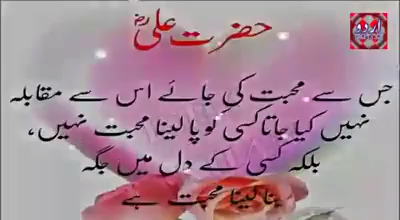 حضرت علیؓ
اردو
جس سے محبت کی جائے اس سے مقابلہ
نہیں کیا جاتا کسی کو پا لینا محبت نہیں،
بلکہ کسی کے دل میں جگہ
بنا لینا محبت ہے